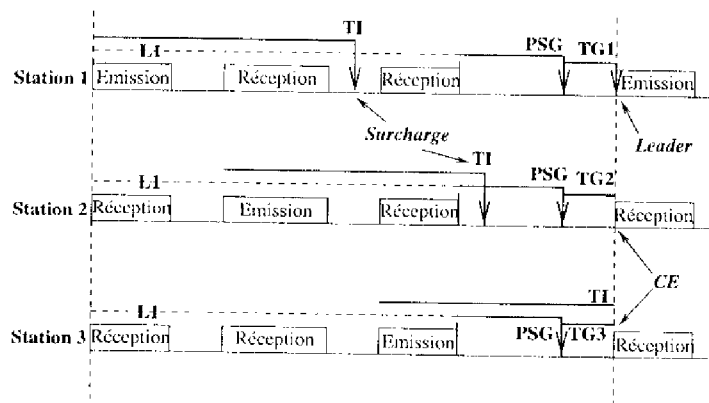 TI PSG TG1
L1
Station 1 Emission Réception Réception Emission
Surcharge Leader
TI PSG TG2
L1
Station 2 Réception Emission Réception Réception
CE
TI
L1
PSG TG3
Station 3 Réception Réception Emission Réception